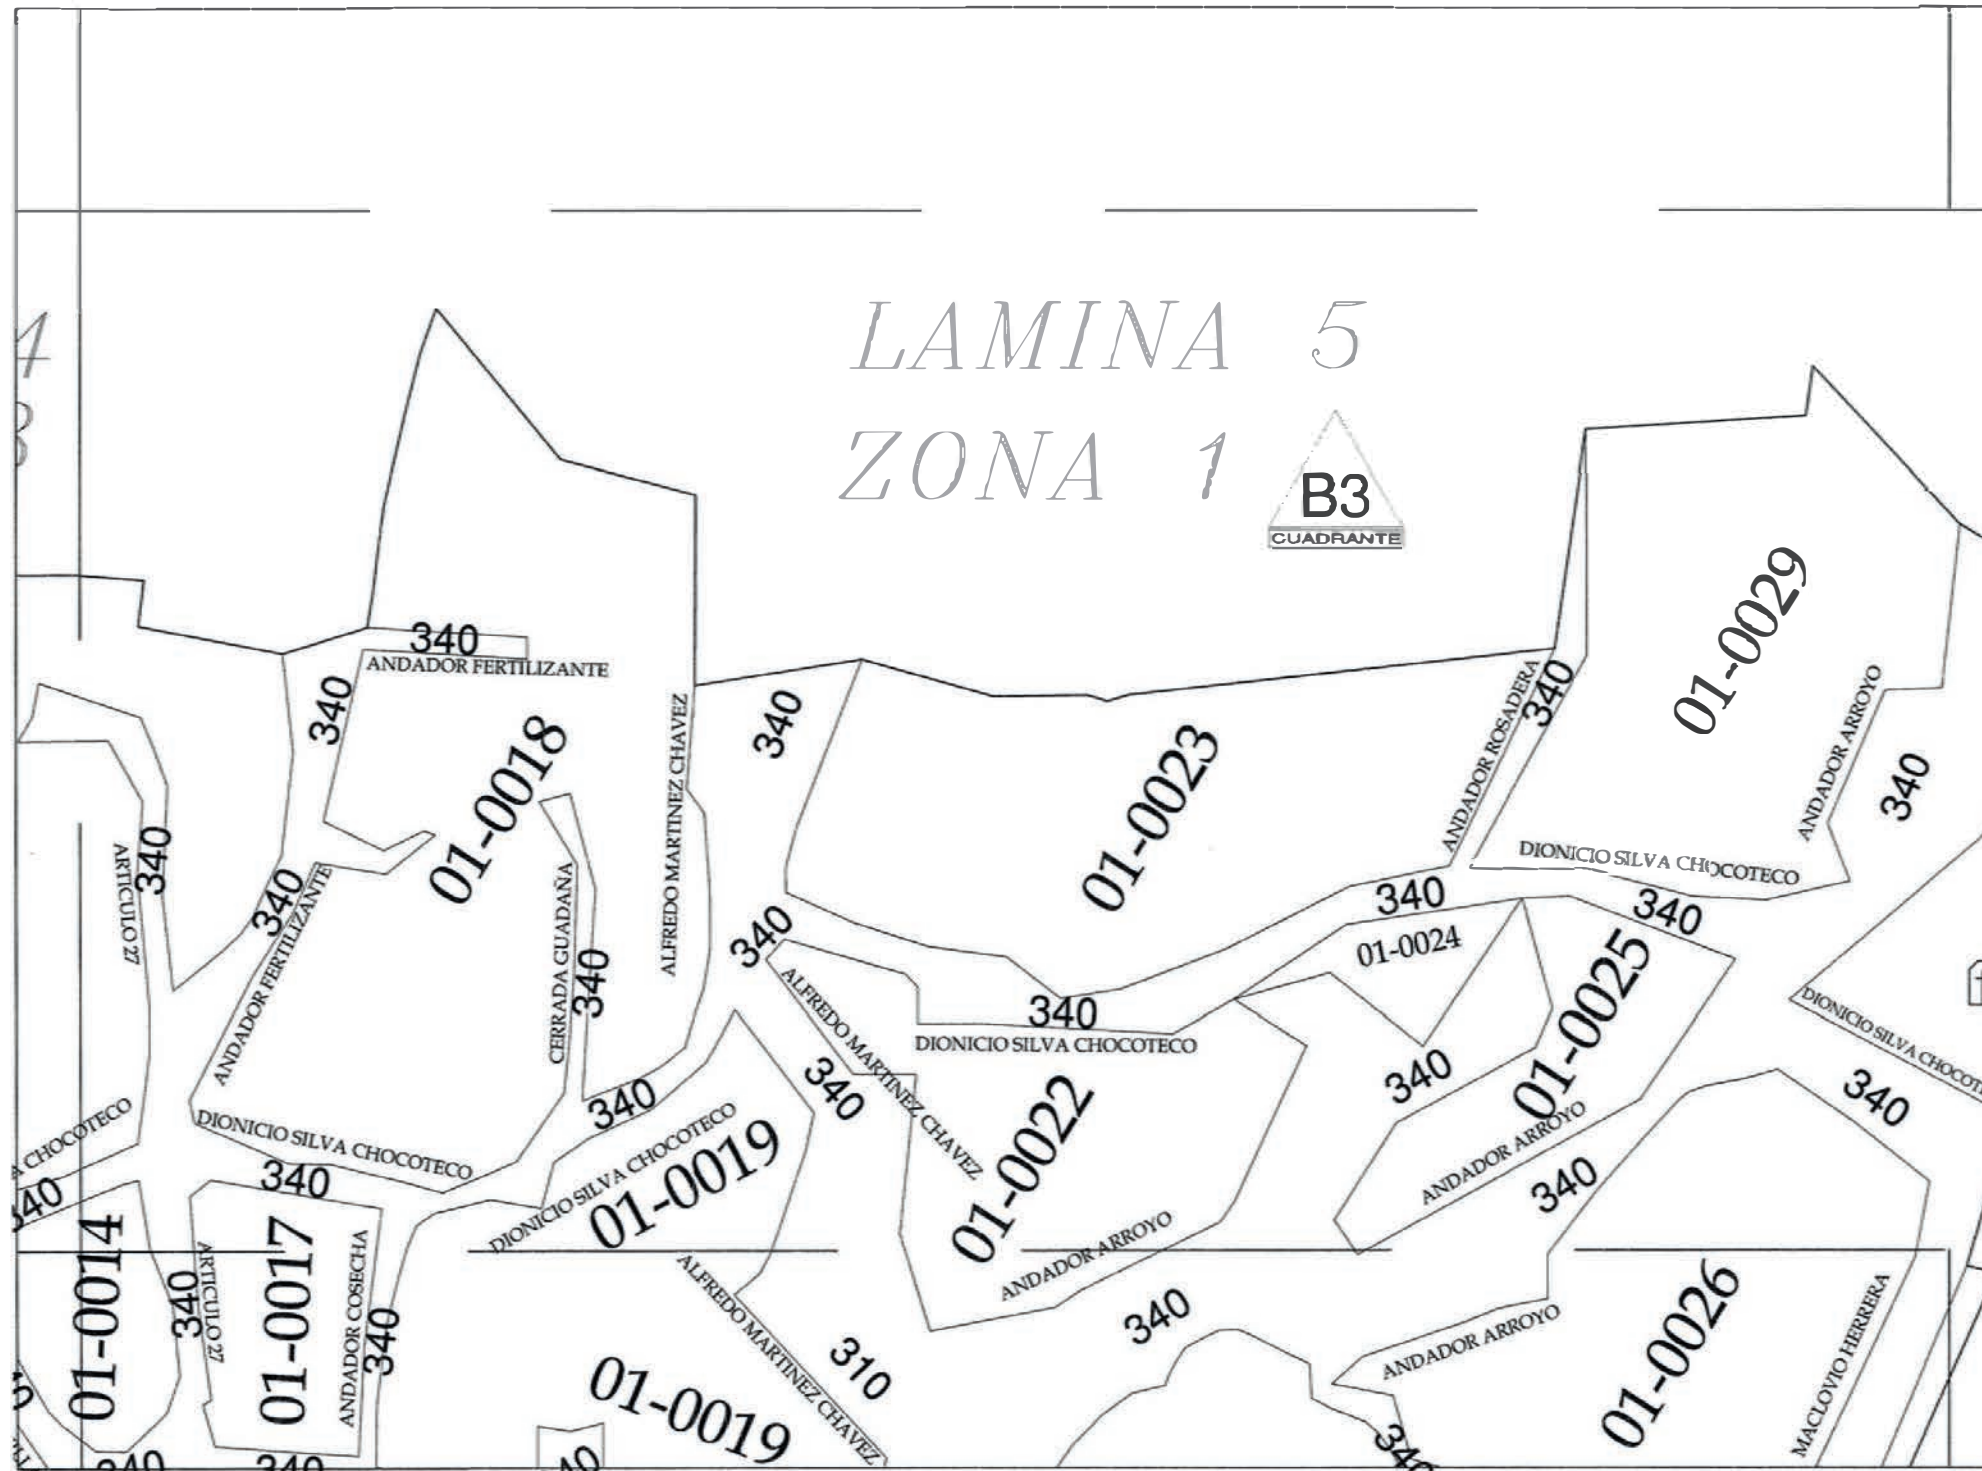 LAMINA 5
ZONA 1
B3
CUADRANTE
340
ANDADOR FERTILIZANTE
340
01-0018
ALFREDO MARTINEZ CHAVEZ
340
01-0023
ANDADOR ROSADERA
340
01-0029
ANDADOR ARROYO
340
ARTICULO 27
340
340
ANDADOR FERTILIZANTE
CERRADA GUADAÑA
340
340
DIONICIO SILVA CHOCOTECO
340
340
01-0024
01-0025
ALFREDO MARTINEZ CHAVEZ
340
340
DIONICIO SILVA CHOCOTECO
DIONICIO SILVA
340
340
340
CHOCOTECO
340
DIONICIO SILVA CHOCOTECO
340
DIONICIO SILVA CHOCOTECO
01-0019
01-0022
ANDADOR ARROYO
ANDADOR ARROYO
340
01-0014
340
ARTICULO 27
01-0017
ANDADOR COSECHA
340
ALFREDO MARTINEZ CHAVEZ
310
01-0019
340
ANDADOR ARROYO
01-0026
MACLOVIO HERRERA
340
340
340